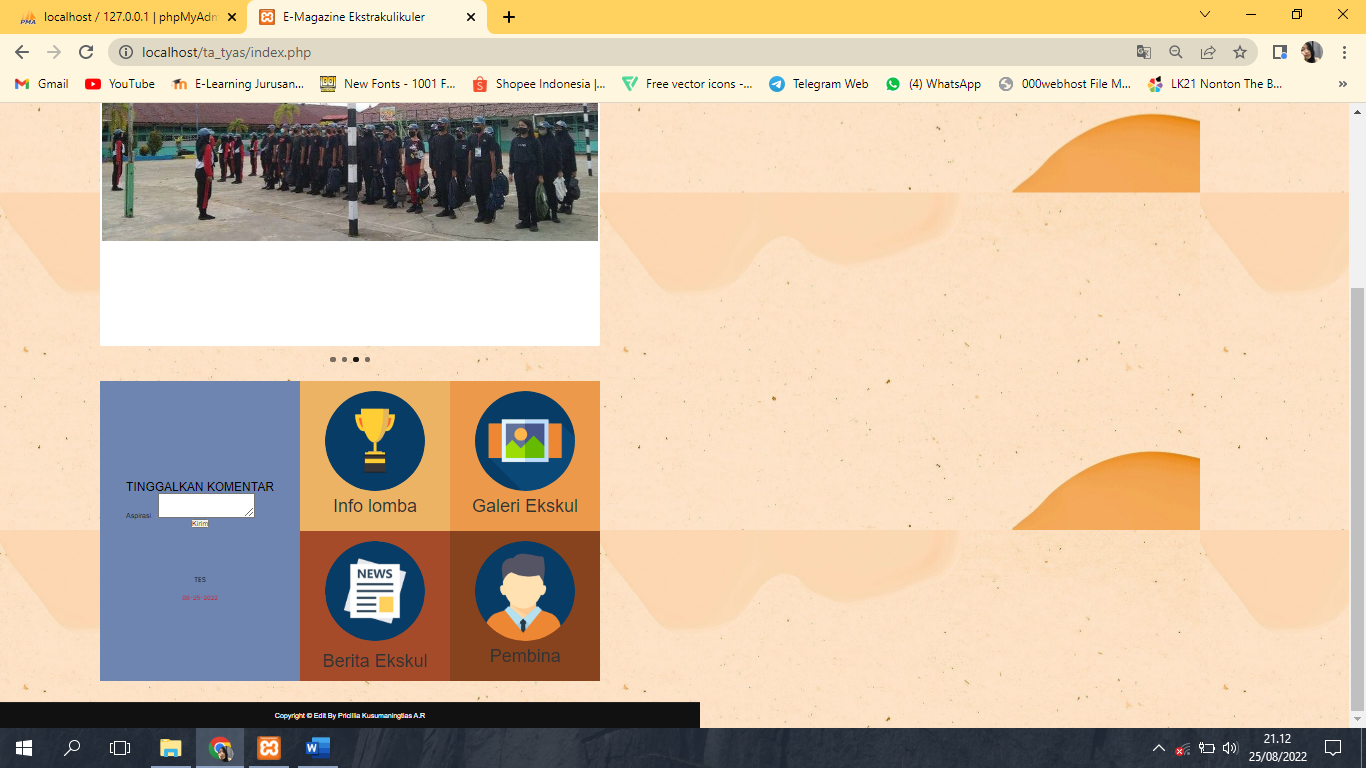 localhost / 127.0.0.1 | phpMyAdm
E-Magazine Ekstrakulikuler
localhost/ta_tyas/index.php
Gmail
YouTube
E-Learning Jurusan...
New Fonts - 1001 F...
Shopee Indonesia |...
Free vector icons -...
Telegram Web
(4) WhatsApp
000webhost File M...
LK21 Nonton The B...
»
TINGGALKAN KOMENTAR
Aspirasi
Kirim
TES
08-25-2022
Info lomba
Galeri Ekskul
NEWS
Berita Ekskul
Pembina
Copyright © Edit By Pricillia Kusumaningtias A.R
21.12
25/08/2022